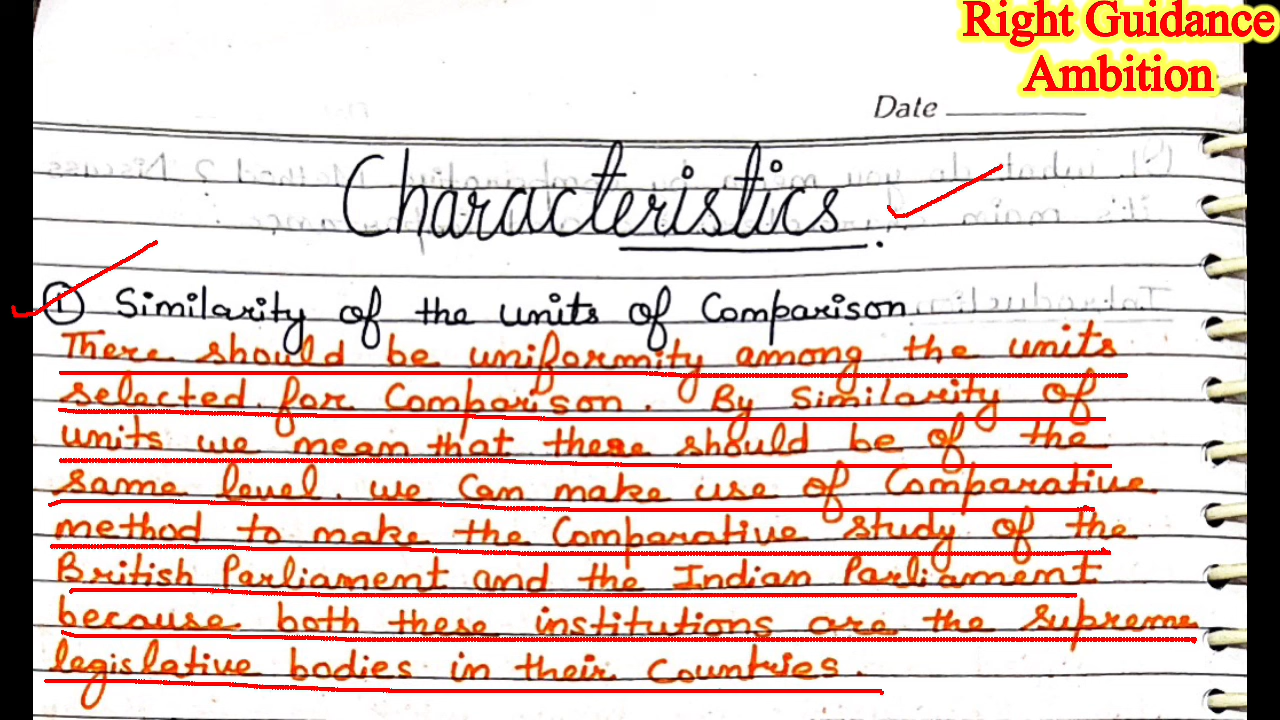 Right Guidance
Ambition
Date
Characteristics.
① Similarity of the units of Comparison
There should be uniformity among the units
selected for Comparison. By Similarity of
units we mean that there should be of the
same level. we can make use of Comparative
method to make the Comparative study of the
British Parliament and the Indian Parliament
because both these institutions are the supreme
legislative bodies in their Countries.